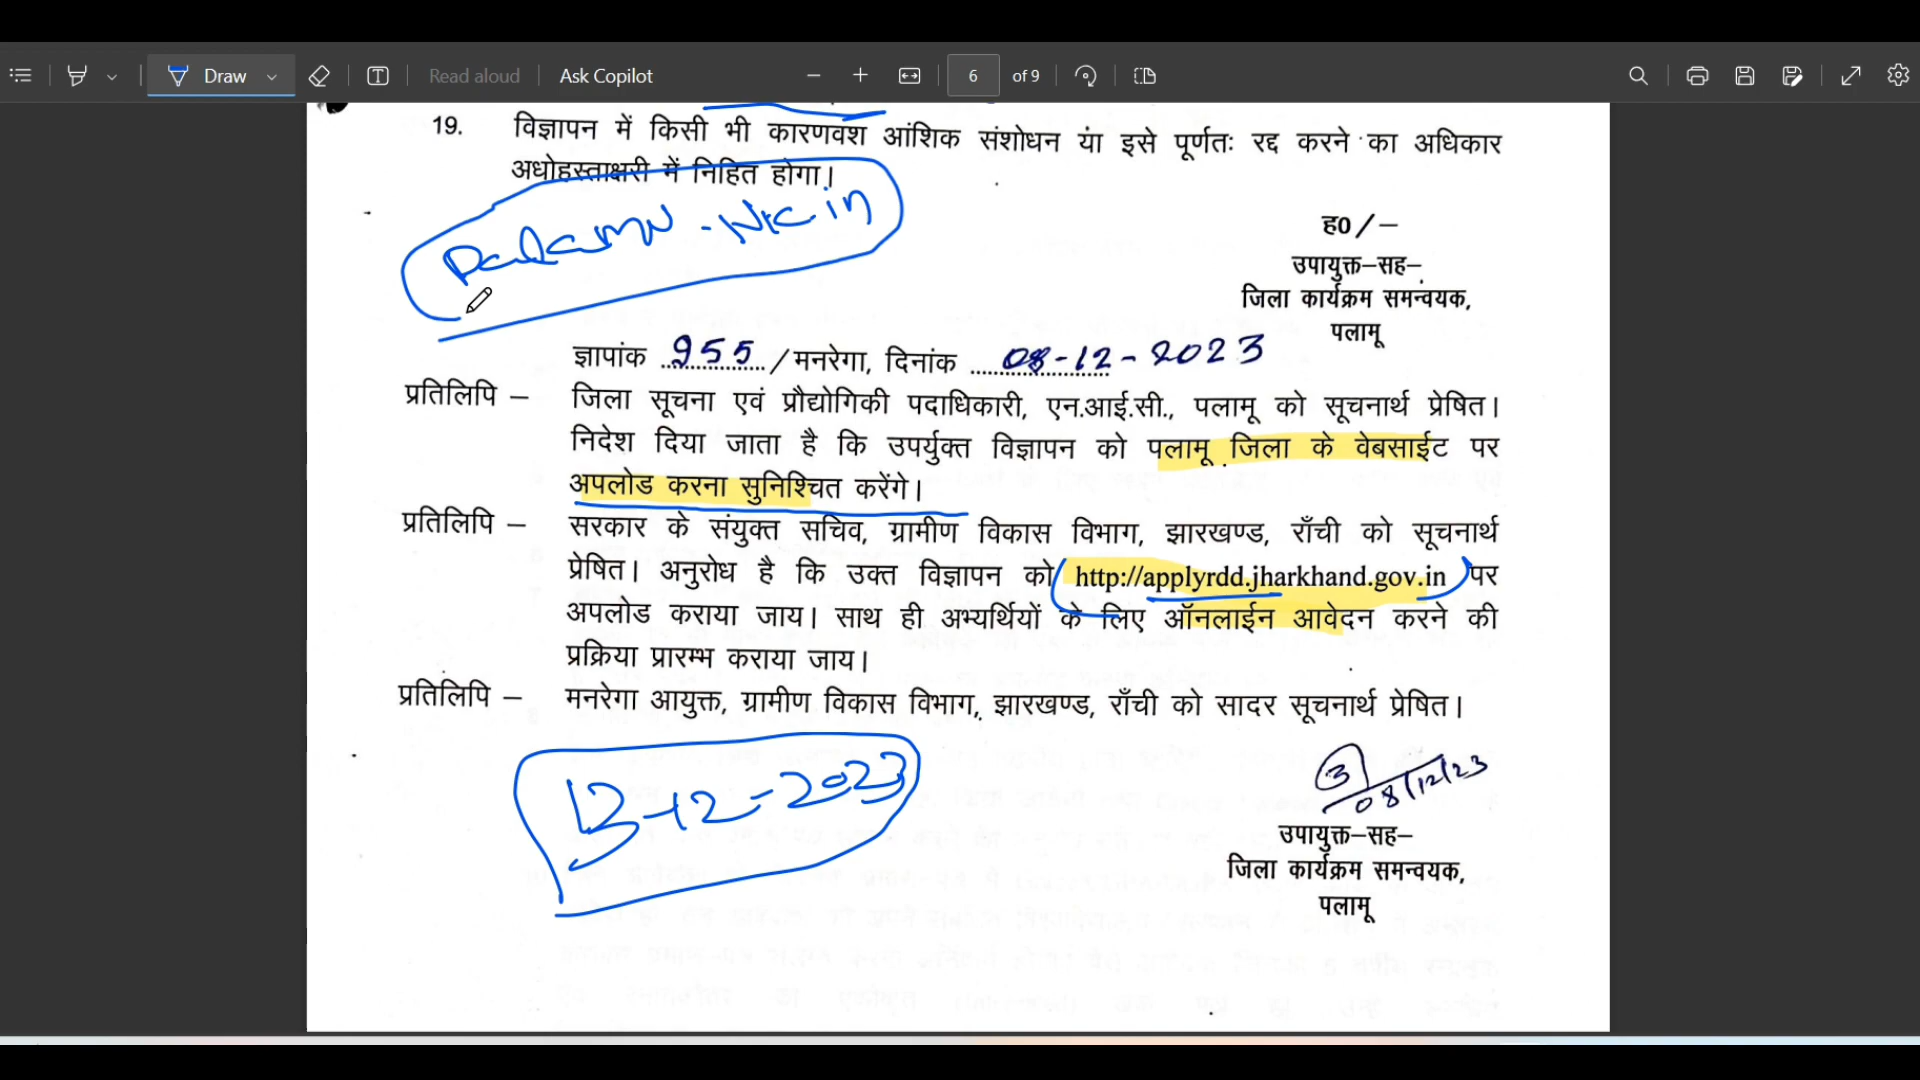 Draw
Read aloud
Ask Copilot
6 of 9
19. विज्ञापन में किसी भी कारणवश आंशिक संशोधन या इसे पूर्णतः रद्द करने का अधिकार
अधोहस्ताक्षरी में निहित होगा।
Palamu . Nic in
ह0/–
उपायुक्त–सह–
जिला कार्यक्रम समन्वयक,
पलामू
ज्ञापांक 955 / मनरेगा, दिनांक 08-12-2023
प्रतिलिपि – जिला सूचना एवं प्रौद्योगिकी पदाधिकारी, एन.आई.सी., पलामू को सूचनार्थ प्रेषित।
निदेश दिया जाता है कि उपर्युक्त विज्ञापन को पलामू जिला के वेबसाईट पर
अपलोड करना सुनिश्चित करेंगे।
प्रतिलिपि – सरकार के संयुक्त सचिव, ग्रामीण विकास विभाग, झारखण्ड, राँची को सूचनार्थ
प्रेषित। अनुरोध है कि उक्त विज्ञापन को http://applyrdd.jharkhand.gov.in पर
अपलोड कराया जाय। साथ ही अभ्यर्थियों के लिए ऑनलाईन आवेदन करने की
प्रक्रिया प्रारम्भ कराया जाय।
प्रतिलिपि – मनरेगा आयुक्त, ग्रामीण विकास विभाग, झारखण्ड, राँची को सादर सूचनार्थ प्रेषित।
13-12-2023
08/12/23
उपायुक्त–सह–
जिला कार्यक्रम समन्वयक,
पलामू